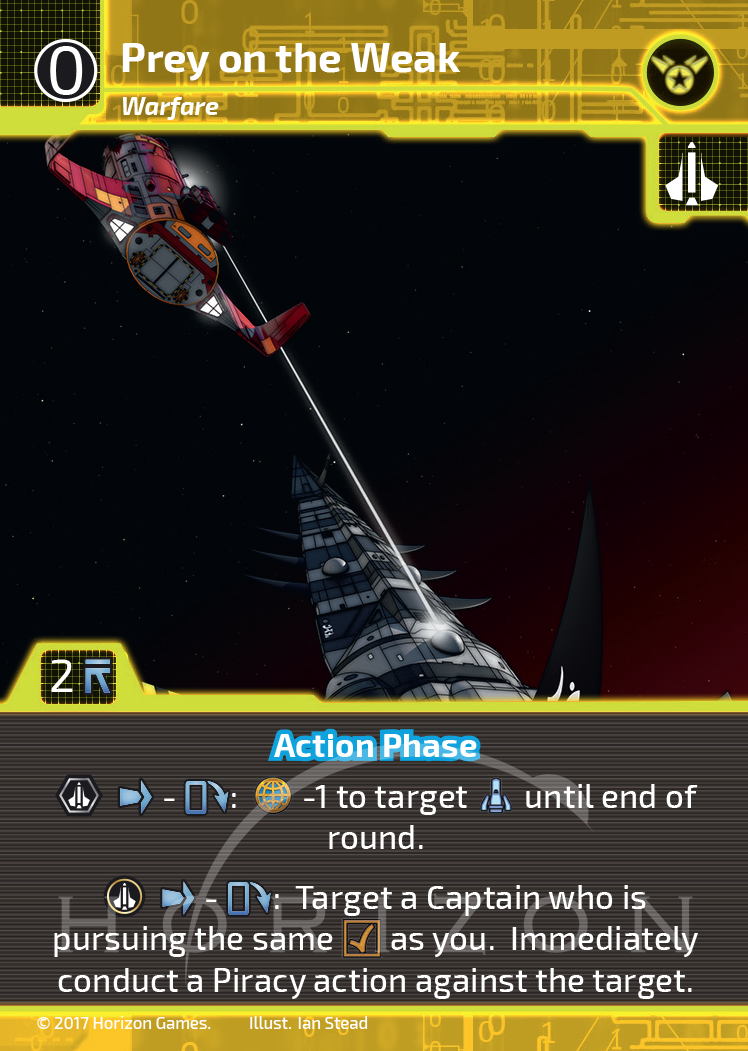 0
Prey on the Weak
Warfare
2
Action Phase
- : -1 to target until end of
round.
- : Target a Captain who is
pursuing the same as you. Immediately
conduct a Piracy action against the target.
HORIZON
© 2017 Horizon Games. Illust. Ian Stead